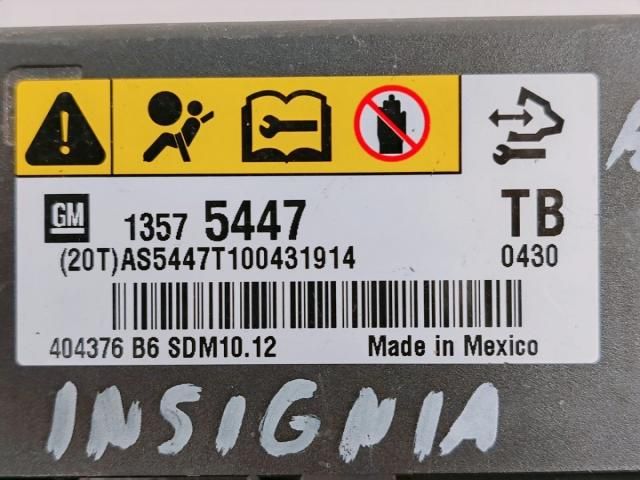 GM 1357 5447 TB
(20T)AS5447T100431914 0430
404376 B6 SDM10.12 Made in Mexico
INSIGNIA